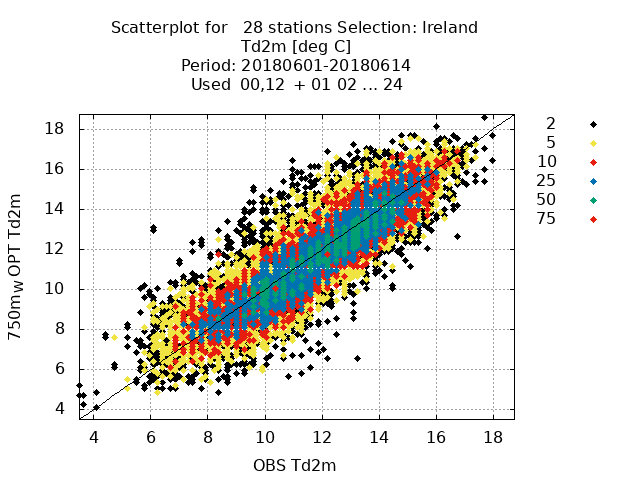 Scatterplot for   28 stations Selection: Ireland
Td2m [deg C]
Period: 20180601-20180614
Used  00,12  + 01 02 ... 24
2
5
10
25
50
75
750mw OPT Td2m
18
16
14
12
10
8
6
4
4 6 8 10 12 14 16 18
OBS Td2m